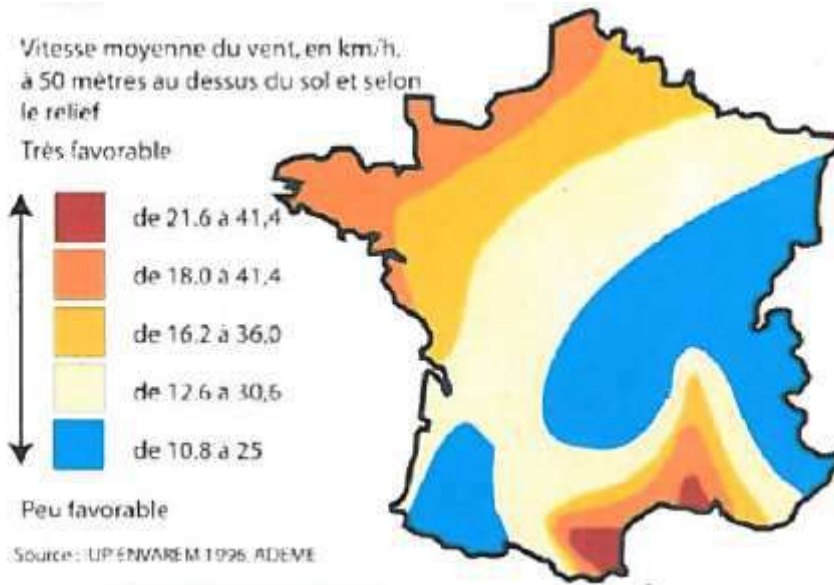 Vitesse moyenne du vent, en km/h.
à 50 mètres au dessus du sol et selon
le relief
Très favorable
de 21.6 à 41,4
de 18.0 à 41,4
de 16.2 à 36,0
de 12.6 à 30,6
de 10.8 à 25
Peu favorable
Source : UP ENVAREM 1996, ADEME